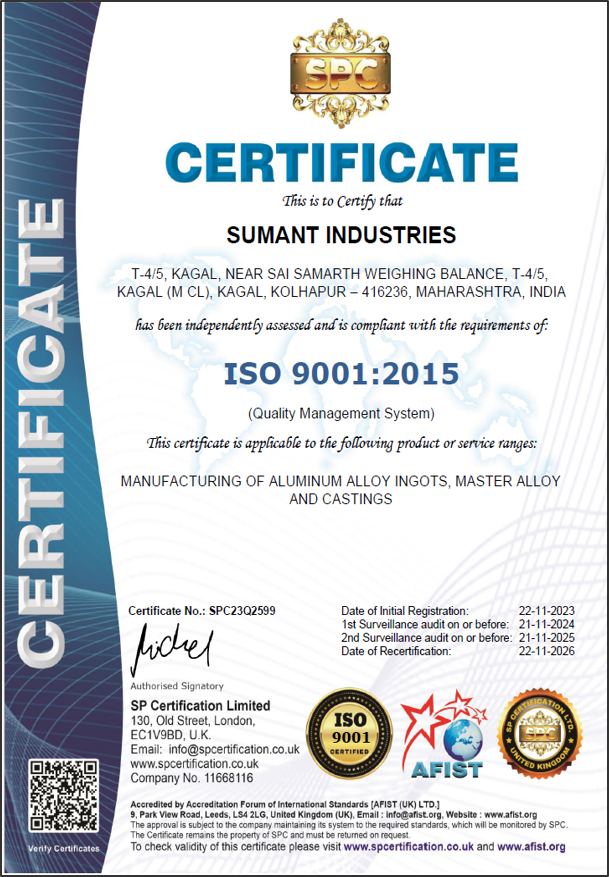 SPC
CERTIFICATE
CERTIFICATE
This is to Certify that
SUMANT INDUSTRIES
T-4/5, KAGAL, NEAR SAI SAMARTH WEIGHING BALANCE, T-4/5,
KAGAL (M CL), KAGAL, KOLHAPUR – 416236, MAHARASHTRA, INDIA
has been independently assessed and is compliant with the requirements of:
ISO 9001:2015
(Quality Management System)
This certificate is applicable to the following product or service ranges:
MANUFACTURING OF ALUMINUM ALLOY INGOTS, MASTER ALLOY
AND CASTINGS
Certificate No.: SPC23Q2599
Date of Initial Registration: 22-11-2023
1st Surveillance audit on or before: 21-11-2024
2nd Surveillance audit on or before: 21-11-2025
Date of Recertification: 22-11-2026
Authorised Signatory
SP Certification Limited
130, Old Street, London,
EC1V9BD, U.K.
Email: info@spcertification.co.uk
www.spcertification.co.uk
Company No. 11668116
ISO
9001
CERTIFIED
AFIST
SP CERTIFICATION LTD.
SPC
UNITED KINGDOM
Verify Certificates
Accredited by Accreditation Forum of International Standards [AFIST (UK) LTD.]
9, Park View Road, Leeds, LS4 2LG, United Kingdom (UK), Email : info@afist.org, Website : www.afist.org
The approval is subject to the company maintaining its system to the required standards, which will be monitored by SPC.
The Certificate remains the property of SPC and must be returned on request.
To check validity of this certificate please visit www.spcertification.co.uk and www.afist.org